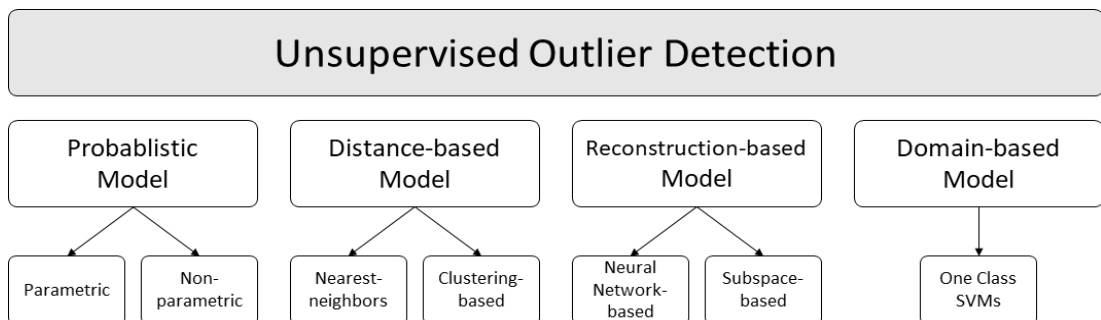 Unsupervised Outlier Detection
Probablistic
Model
Distance-based
Model
Reconstruction-based
Model
Domain-based
Model
Parametric
Non-
parametric
Nearest-
neighbors
Clustering-
based
Neural
Network-
based
Subspace-
based
One Class
SVMs